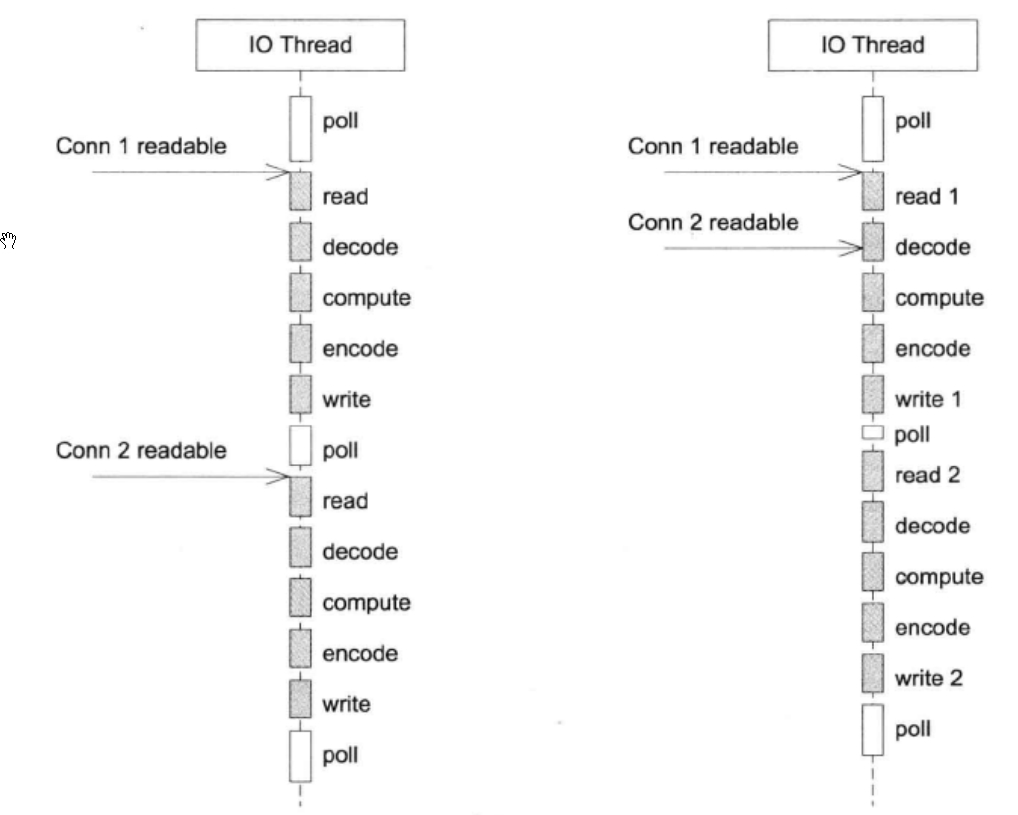 IO Thread
poll
Conn 1 readable
read
decode
compute
encode
write
poll
Conn 2 readable
read
decode
compute
encode
write
poll
IO Thread
poll
Conn 1 readable
read 1
Conn 2 readable
decode
compute
encode
write 1
poll
read 2
decode
compute
encode
write 2
poll